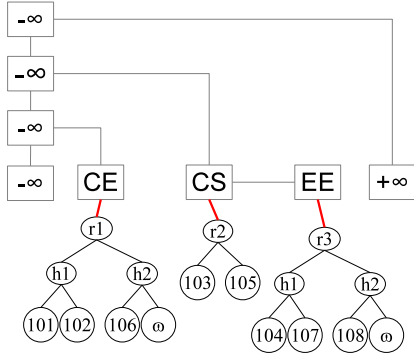 -∞
-∞
-∞
-∞ CE CS EE +∞
r1 r2 r3
h1 h2 103 105 h1 h2
101 102 106 ω 104 107 108 ω